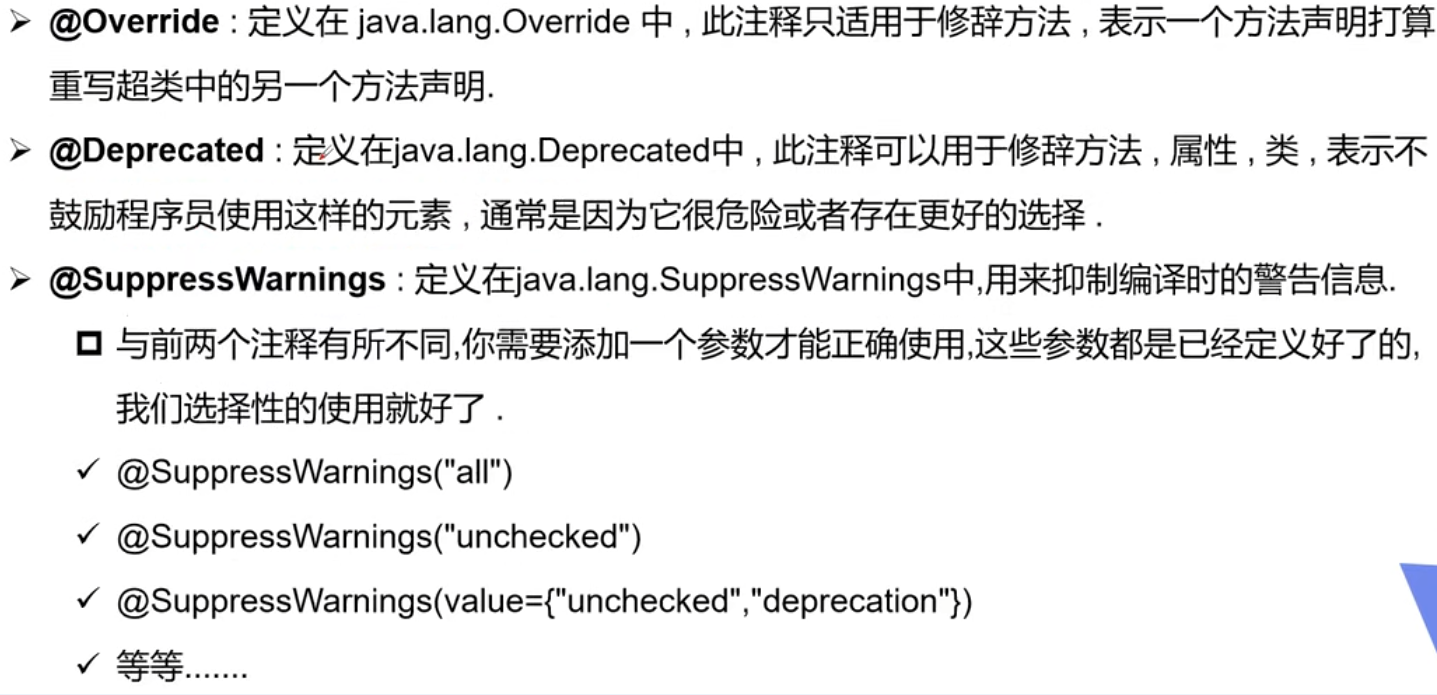 ➢ @Override : 定义在 java.lang.Override 中 , 此注释只适用于修辞方法 , 表示一个方法声明打算
重写超类中的另一个方法声明.
➢ @Deprecated : 定义在java.lang.Deprecated中 , 此注释可以用于修辞方法 , 属性 , 类 , 表示不
鼓励程序员使用这样的元素 , 通常是因为它很危险或者存在更好的选择 .
➢ @SuppressWarnings : 定义在java.lang.SuppressWarnings中,用来抑制编译时的警告信息.
与前两个注释有所不同,你需要添加一个参数才能正确使用,这些参数都是已经定义好了的,
我们选择性的使用就好了 .
✓ @SuppressWarnings("all")
✓ @SuppressWarnings("unchecked")
✓ @SuppressWarnings(value={"unchecked","deprecation"})
✓ 等等.......